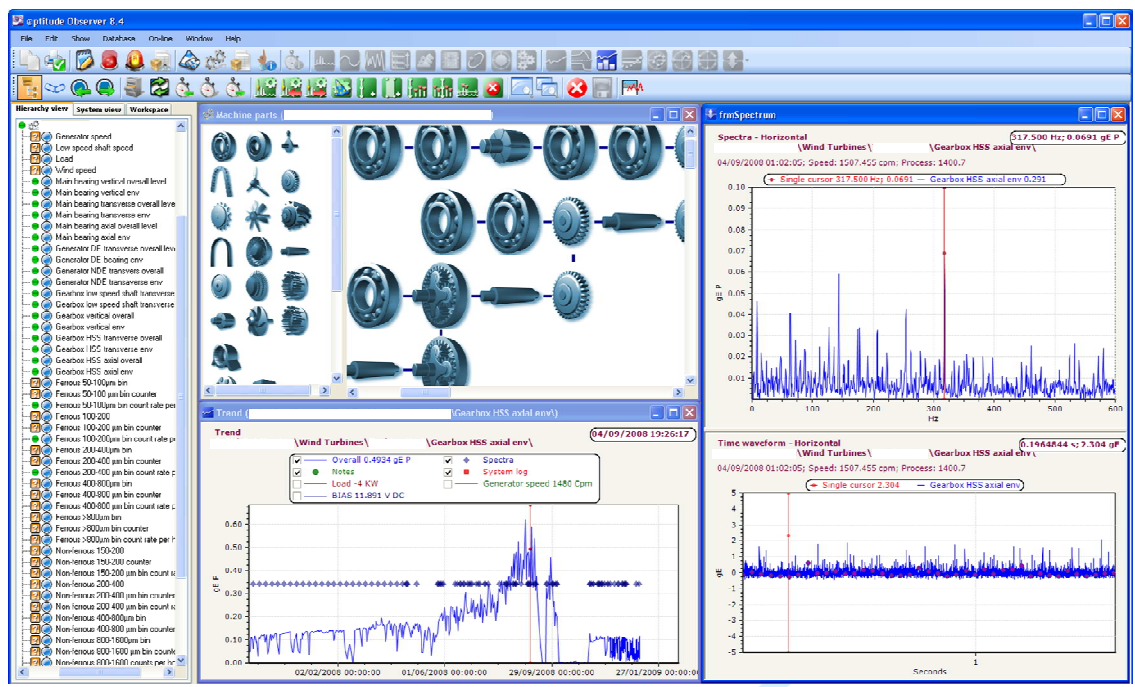 @ptitude Observer 8.4
File Edit Show Database On-line Window Help
Hierarchy view System view Workspace
Generator speed
Low speed shaft speed
Load
Wind speed
Main bearing vertical overall level
Main bearing vertical env
Main bearing transverse overall leve
Main bearing transverse env
Main bearing axial overall level
Main bearing axial env
Generator DE transverse overall leve
Generator DE bearing env
Generator NDE transvers overall
Generator NDE transverse env
Gearbox low speed shaft transverse
Gearbox low speed shaft transverse
Gearbox vertical overall
Gearbox vertical env
Gearbox HSS transverse overall
Gearbox HSS transverse env
Gearbox HSS axial overall
Gearbox HSS axial env
Ferrous 50-100µm bin
Ferrous 50-100 µm bin counter
Ferrous 50-100µm bin count rate per
Ferrous 100-200
Ferrous 100-200 µm bin counter
Ferrous 100-200µm bin count rate p
Ferrous 200-400µm bin
Ferrous 200-400 µm bin counter
Ferrous 200-400 µm bin count rate p
Ferrous 400-800µm bin
Ferrous 400-800 µm bin counter
Ferrous 400-800 µm bin count rate p
Ferrous >800µm bin
Ferrous >800µm bin counter
Ferrous >800µm bin count rate per h
Non-ferrous 150-200
Non-ferrous 150-200 counter
Non-ferrous 150-200 µm bin count ra
Non-ferrous 200-400
Non-ferrous 200-400 µm bin counter
Non-ferrous 200-400 µm bin count ra
Non-ferrous 400-800µm bin
Non-ferrous 400-800 µm bin counter
Non-ferrous 800-1600µm bin
Non-ferrous 800-1600 µm bin counte
Non-ferrous 800-1600 counts per ho
Machine parts ( )
Trend ( \Gearbox HSS axial env\)
Trend
04/09/2008 19:26:17
\Wind Turbines\ \Gearbox HSS axial env\
Overall 0.4934 gE P Spectra
Notes System log
Load -4 KW Generator speed 1480 Cpm
BIAS 11.891 V DC
gE P
0.60
0.50
0.40
0.30
0.20
0.10
0.00
02/02/2008 00:00:00 01/06/2008 00:00:00 29/09/2008 00:00:00 27/01/2009 00:00:00
frmSpectrum
Spectra - Horizontal
317.500 Hz; 0.0691 gE P
\Wind Turbines\ \Gearbox HSS axial env\
04/09/2008 01:02:05; Speed: 1507.455 cpm; Process: 1400.7
Single cursor 317.500 Hz; 0.0691 Gearbox HSS axial env 0.291
gE P
0.10
0.09
0.08
0.07
0.06
0.05
0.04
0.03
0.02
0.01
0 100 200 300 400 500 600
Hz
Time waveform - Horizontal
0.1964844 s; 2.304 gE
\Wind Turbines\ \Gearbox HSS axial env\
04/09/2008 01:02:05; Speed: 1507.455 cpm; Process: 1400.7
Single cursor 2.304 Gearbox HSS axial env
gE
5
4
3
2
1
0
-1
-2
-3
-4
-5
1
Seconds